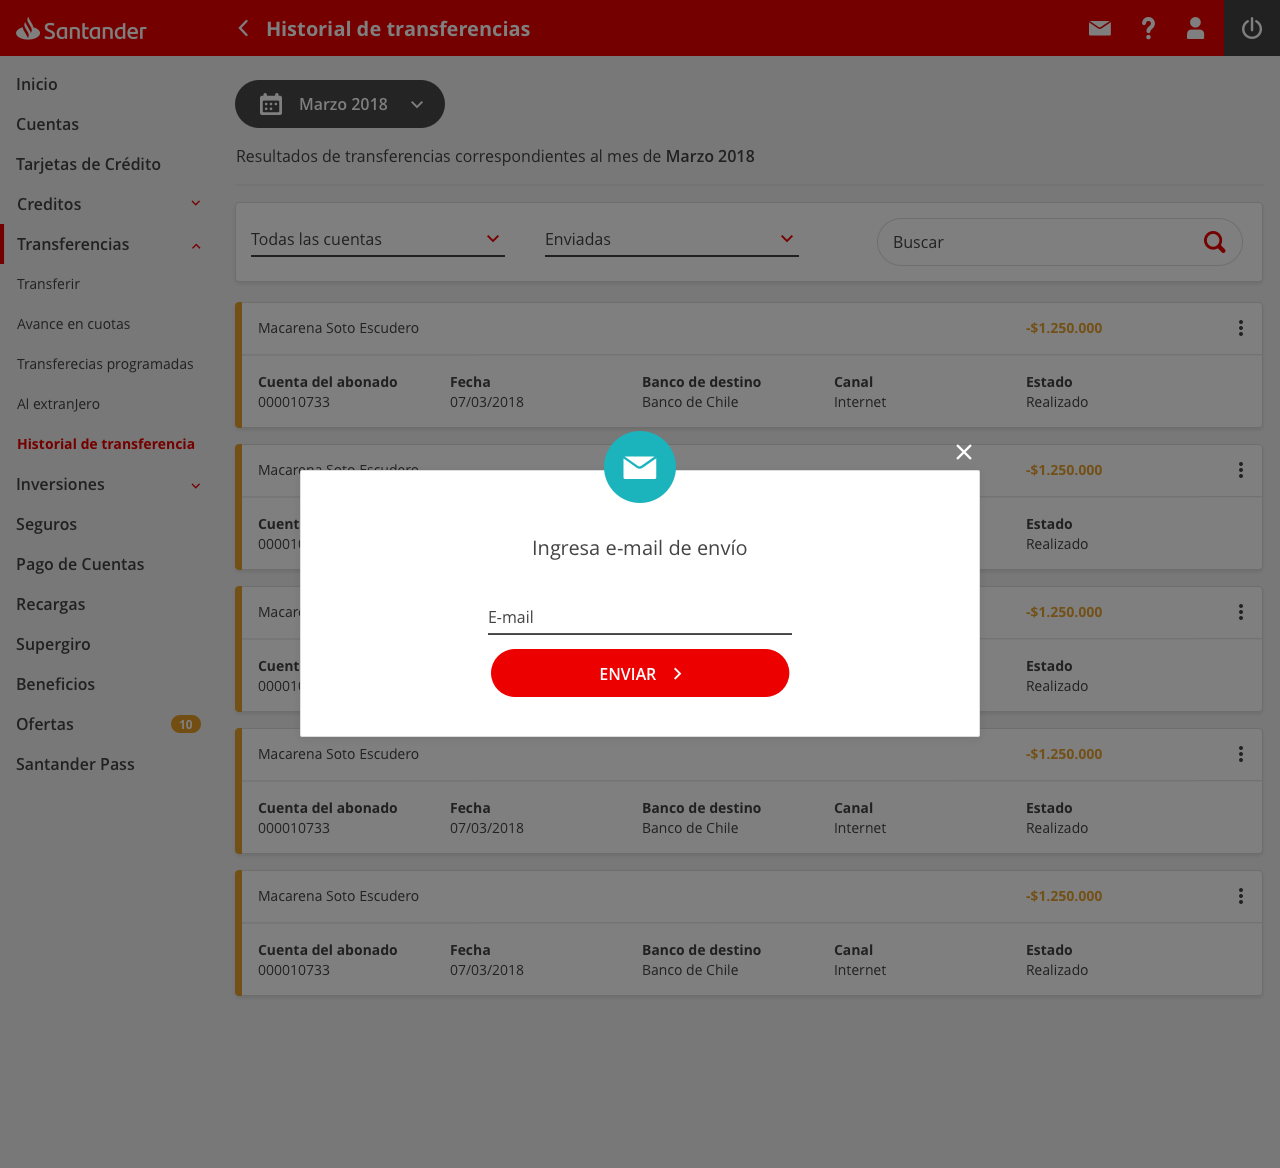 Santander
Historial de transferencias
Inicio
Cuentas
Tarjetas de Crédito
Creditos
Transferencias
Transferir
Avance en cuotas
Transferecias programadas
Al extranJero
Historial de transferencia
Inversiones
Seguros
Pago de Cuentas
Recargas
Supergiro
Beneficios
Ofertas 10
Santander Pass
Marzo 2018
Resultados de transferencias correspondientes al mes de Marzo 2018
Todas las cuentas Enviadas Buscar
Macarena Soto Escudero -$1.250.000
Cuenta del abonado Fecha Banco de destino Canal Estado
000010733 07/03/2018 Banco de Chile Internet Realizado
Macarena Soto Escudero -$1.250.000
Cuent Estado
00001 Realizado
Macar -$1.250.000
Cuent Estado
00001 Realizado
Ingresa e-mail de envío
E-mail
ENVIAR
Macarena Soto Escudero -$1.250.000
Cuenta del abonado Fecha Banco de destino Canal Estado
000010733 07/03/2018 Banco de Chile Internet Realizado
Macarena Soto Escudero -$1.250.000
Cuenta del abonado Fecha Banco de destino Canal Estado
000010733 07/03/2018 Banco de Chile Internet Realizado